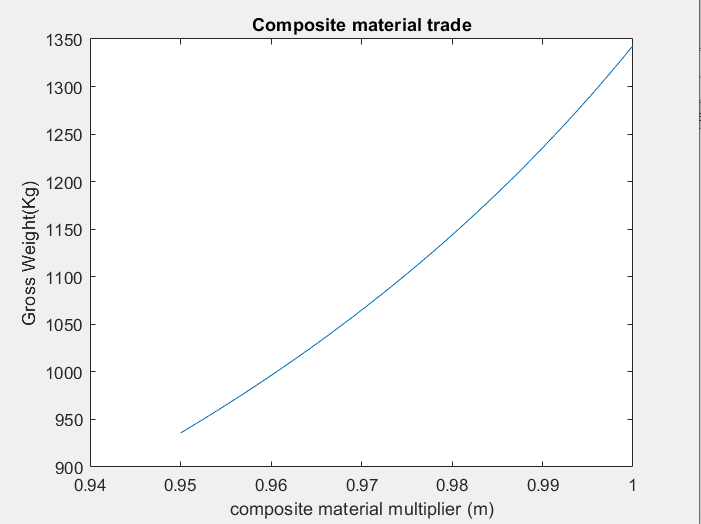 Composite material trade
1350
1300
1250
1200
1150
1100
1050
1000
950
900
Gross Weight(Kg)
0.94 0.95 0.96 0.97 0.98 0.99 1
composite material multiplier (m)